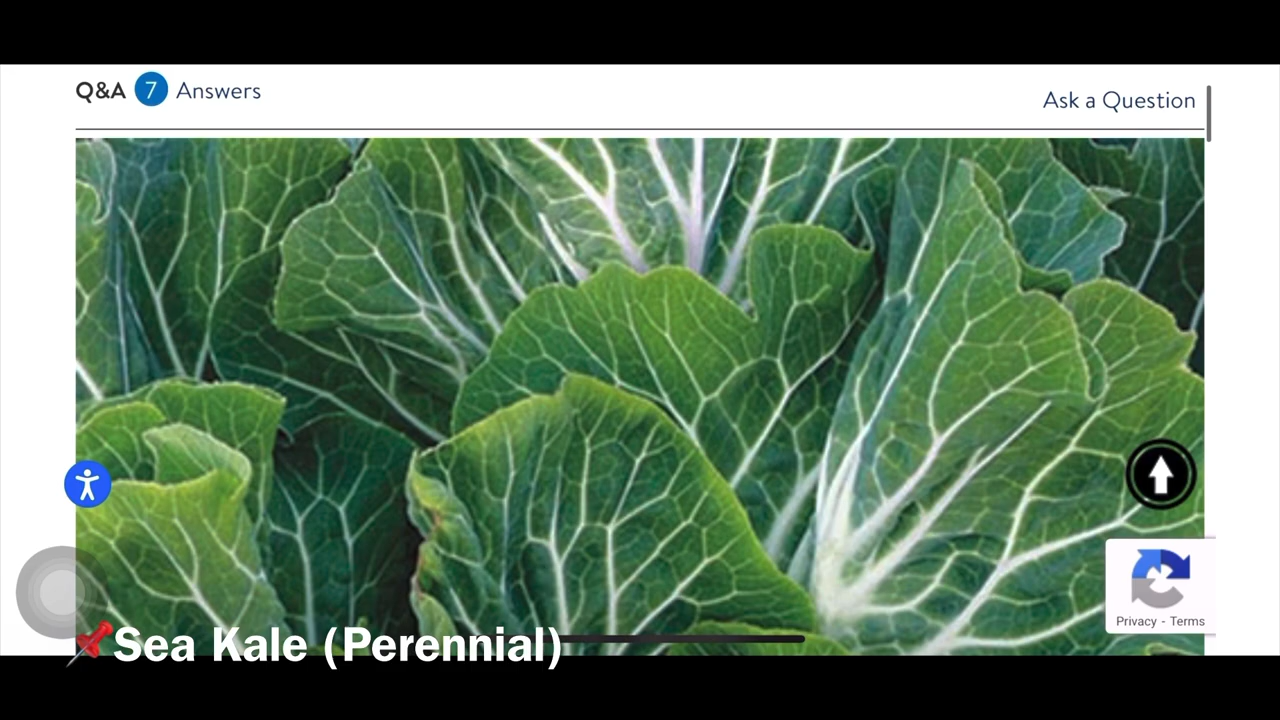 Q&A 7 Answers
Ask a Question
Privacy - Terms
Sea Kale (Perennial)